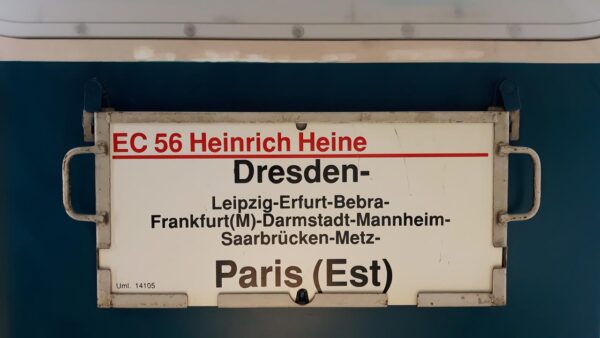 EC 56 Heinrich Heine
Dresden-
Leipzig-Erfurt-Bebra-
Frankfurt(M)-Darmstadt-Mannheim-
Saarbrücken-Metz-
Paris (Est)
Uml. 14105